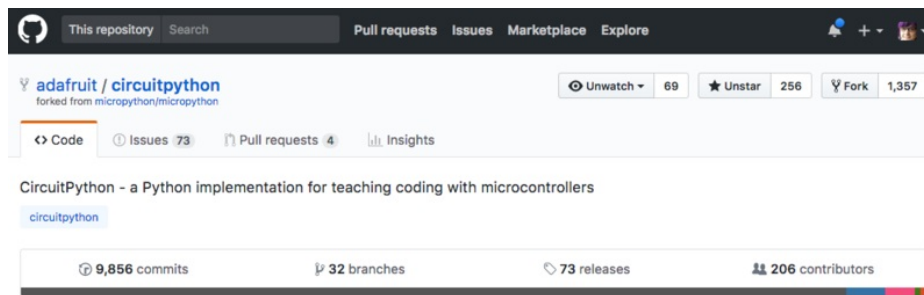 This repository Search Pull requests Issues Marketplace Explore
adafruit / circuitpython
forked from micropython/micropython
Unwatch 69 Unstar 256 Fork 1,357
Code Issues 73 Pull requests 4 Insights
CircuitPython - a Python implementation for teaching coding with microcontrollers
circuitpython
9,856 commits 32 branches 73 releases 206 contributors